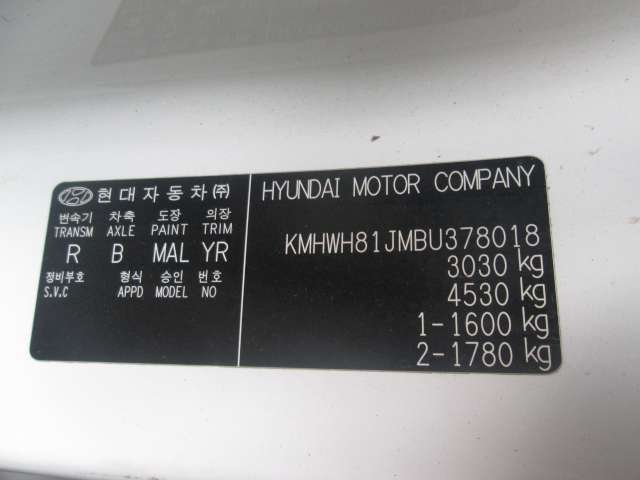 현대자동차㈜
변속기 차축 도장 의장
TRANSM AXLE PAINT TRIM
R B MAL YR
정비부호 형식 승인 번호
S.V.C APPD MODEL NO
HYUNDAI MOTOR COMPANY
KMHWH81JMBU378018
3030 kg
4530 kg
1-1600 kg
2-1780 kg